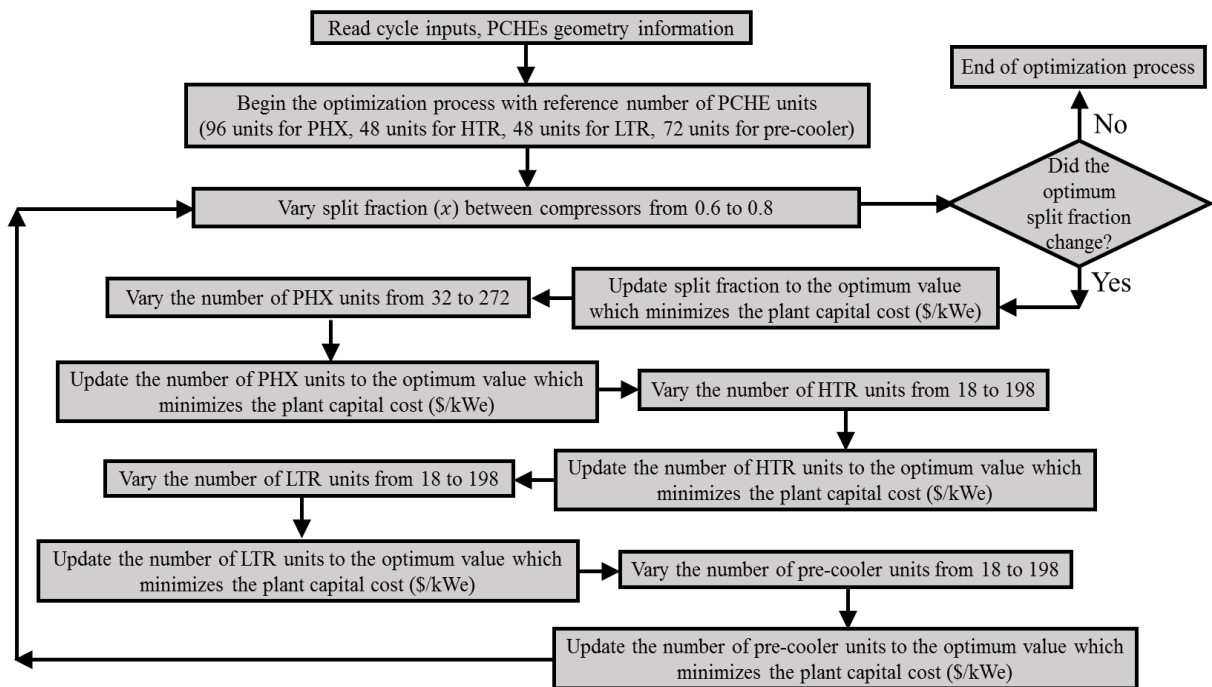 Read cycle inputs, PCHEs geometry information
End of optimization process
Begin the optimization process with reference number of PCHE units
(96 units for PHX, 48 units for HTR, 48 units for LTR, 72 units for pre-cooler)
No
Vary split fraction (x) between compressors from 0.6 to 0.8
Did the
optimum
split fraction
change?
Yes
Update split fraction to the optimum value
which minimizes the plant capital cost ($/kWe)
Vary the number of PHX units from 32 to 272
Update the number of PHX units to the optimum value which
minimizes the plant capital cost ($/kWe)
Vary the number of HTR units from 18 to 198
Update the number of HTR units to the optimum value which
minimizes the plant capital cost ($/kWe)
Vary the number of LTR units from 18 to 198
Update the number of LTR units to the optimum value which
minimizes the plant capital cost ($/kWe)
Vary the number of pre-cooler units from 18 to 198
Update the number of pre-cooler units to the optimum value which
minimizes the plant capital cost ($/kWe)